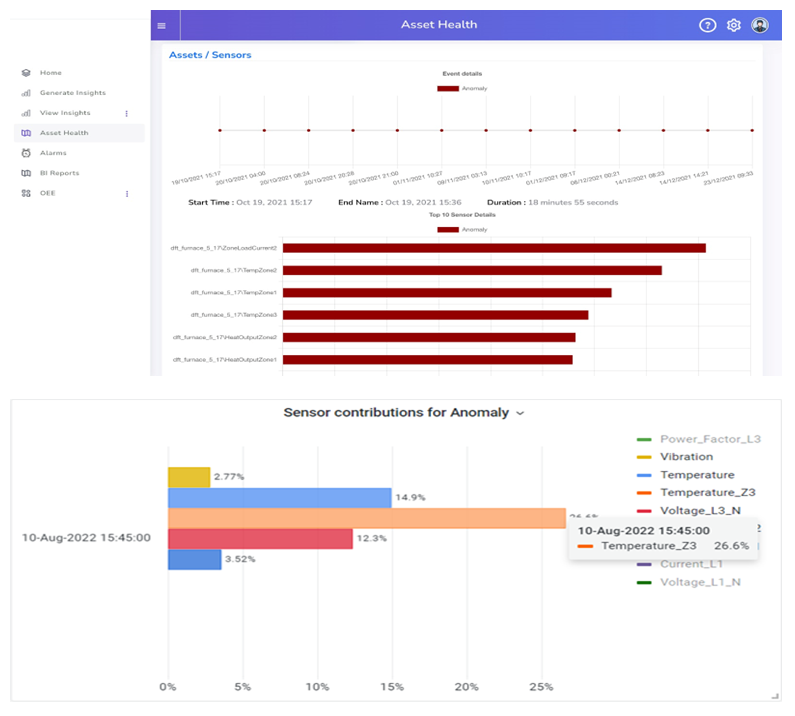 Asset Health
?
Assets / Sensors
Home
Generate Insights
View Insights
Asset Health
Alarms
BI Reports
OEE
Event details
Anomaly
19/10/2021 15:17
20/10/2021 04:00
20/10/2021 08:24
20/10/2021 20:28
20/10/2021 21:00
01/11/2021 10:27
09/11/2021 03:13
10/11/2021 10:17
01/12/2021 09:17
06/12/2021 00:21
14/12/2021 08:23
14/12/2021 14:21
23/12/2021 09:33
Start Time : Oct 19, 2021 15:17 End Name : Oct 19, 2021 15:36 Duration : 18 minutes 55 seconds
Top 10 Sensor Details
Anomaly
dft_furnace_5_17\ZoneLoadCurrent2
dft_furnace_5_17\TempZone2
dft_furnace_5_17\TempZone1
dft_furnace_5_17\TempZone3
dft_furnace_5_17\HeatOutputZone2
dft_furnace_5_17\HeatOutputZone1
Sensor contributions for Anomaly
Power_Factor_L3
Vibration
Temperature
Temperature_Z3
Voltage_L3_N
Current_L1
Voltage_L1_N
2.77%
14.9%
26.6%
12.3%
3.52%
10-Aug-2022 15:45:00
10-Aug-2022 15:45:00
Temperature_Z3 26.6%
0% 5% 10% 15% 20% 25%